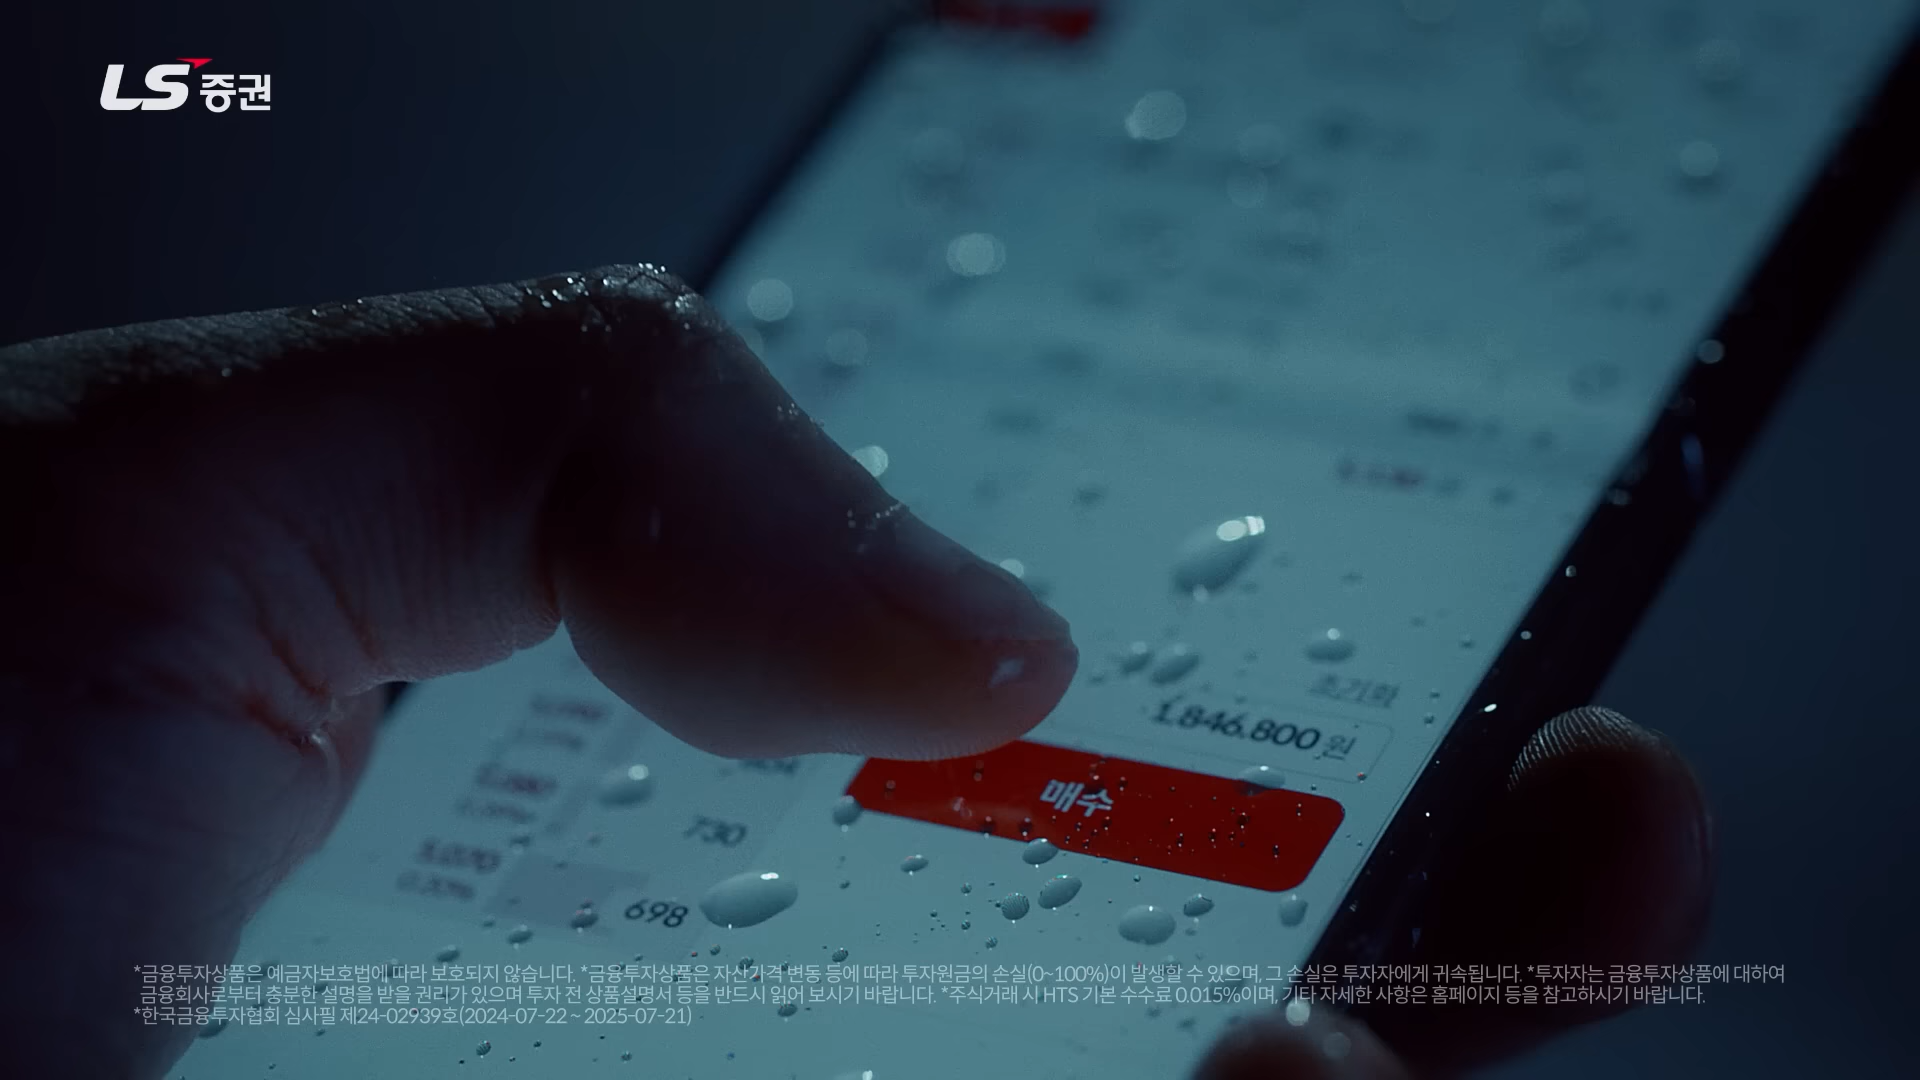 LS증권
초기화
1,846,800 원
매수
730
5,070
0.00%
698
*금융투자상품은 예금자보호법에 따라 보호되지 않습니다. *금융투자상품은 자산가격 변동 등에 따라 투자원금의 손실(0~100%)이 발생할 수 있으며, 그 손실은 투자자에게 귀속됩니다. *투자자는 금융투자상품에 대하여
금융회사로부터 충분한 설명을 받을 권리가 있으며 투자 전 상품설명서 등을 반드시 읽어 보시기 바랍니다. *주식거래 시 HTS 기본 수수료 0.015%이며, 기타 자세한 사항은 홈페이지 등을 참고하시기 바랍니다.
*한국금융투자협회 심사필 제24-02939호(2024-07-22 ~ 2025-07-21)